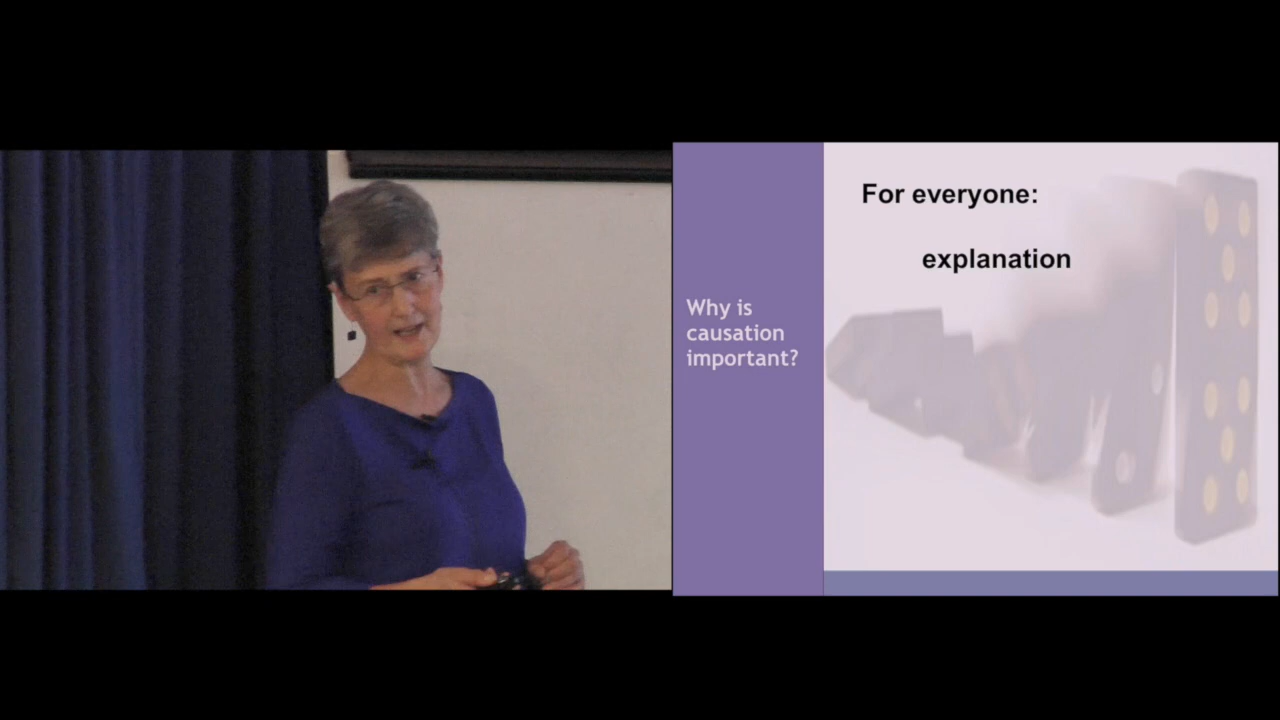 Why is
causation
important?
For everyone:
explanation